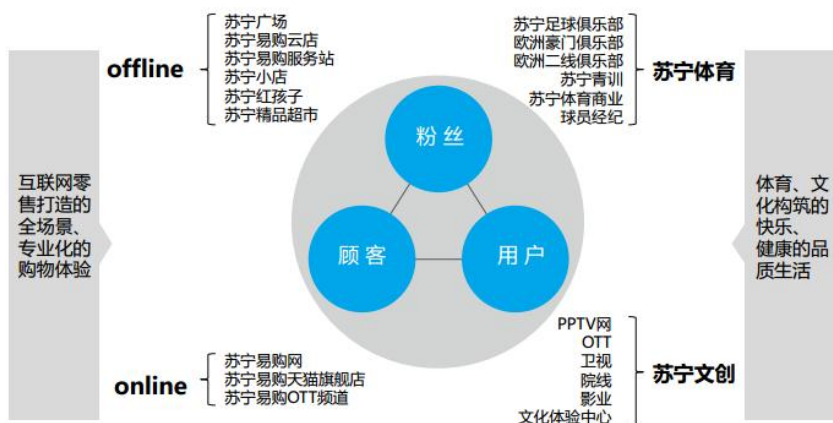 互联网零
售打造的
全场景、
专业化的
购物体验
offline
苏宁广场
苏宁易购云店
苏宁易购服务站
苏宁小店
苏宁红孩子
苏宁精品超市
online
苏宁易购网
苏宁易购天猫旗舰店
苏宁易购OTT频道
粉丝
顾客
用户
苏宁足球俱乐部
欧洲豪门俱乐部
欧洲二线俱乐部
苏宁青训
苏宁体育商业
球员经纪
苏宁体育
PPTV网
OTT
卫视
院线
影业
文化体验中心
苏宁文创
体育、文
化构筑的
快乐、
健康的品
质生活